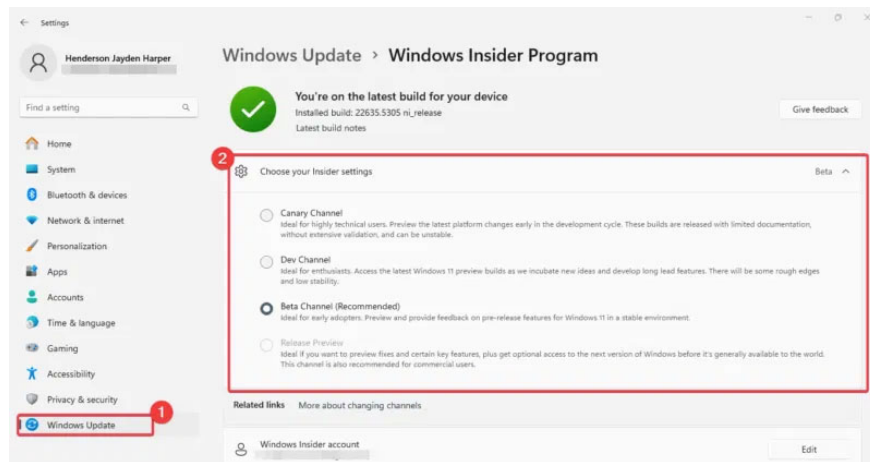 Settings
Henderson Jayden Harper
Find a setting
Home
System
Bluetooth & devices
Network & internet
Personalization
Apps
Accounts
Time & language
Gaming
Accessibility
Privacy & security
1
Windows Update
Windows Update > Windows Insider Program
You're on the latest build for your device
Installed build: 22635.5305 ni_release
Latest build notes
Give feedback
2
Choose your Insider settings
Beta
Canary Channel
Ideal for highly technical users. Preview the latest platform changes early in the development cycle. These builds are released with limited documentation,
without extensive validation, and can be unstable.
Dev Channel
Ideal for enthusiasts. Access the latest Windows 11 preview builds as we incubate new ideas and develop long lead features. There will be some rough edges
and low stability.
Beta Channel (Recommended)
Ideal for early adopters. Preview and provide feedback on pre-release features for Windows 11 in a stable environment.
Release Preview
Ideal if you want to preview fixes and certain key features, plus get optional access to the next version of Windows before it's generally available to the world.
This channel is also recommended for commercial users.
Related links More about changing channels
Windows Insider account
Edit